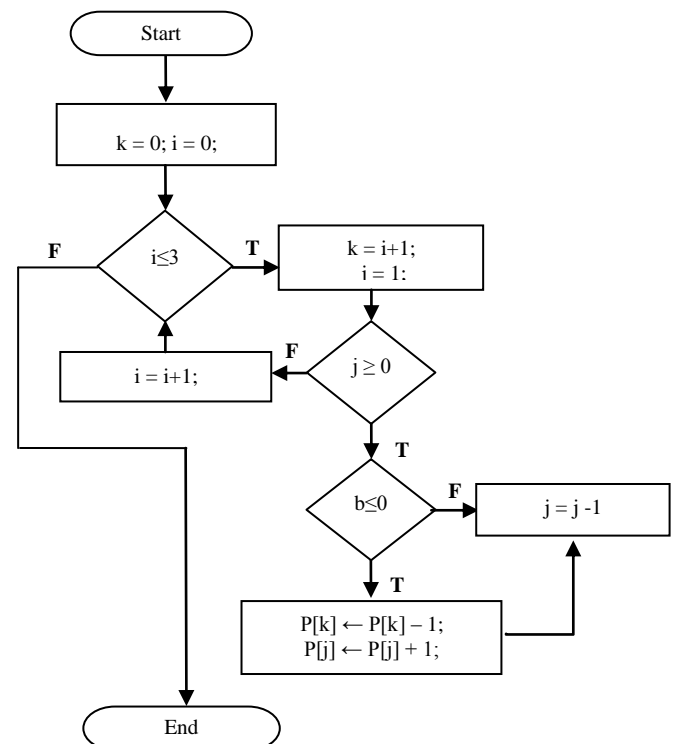 Start
k = 0; i = 0;
F
i≤3
T
k = i+1;
j = 1;
i = i+1;
F
j ≥ 0
T
b≤0
F
j = j -1
T
P[k] ← P[k] – 1;
P[j] ← P[j] + 1;
End